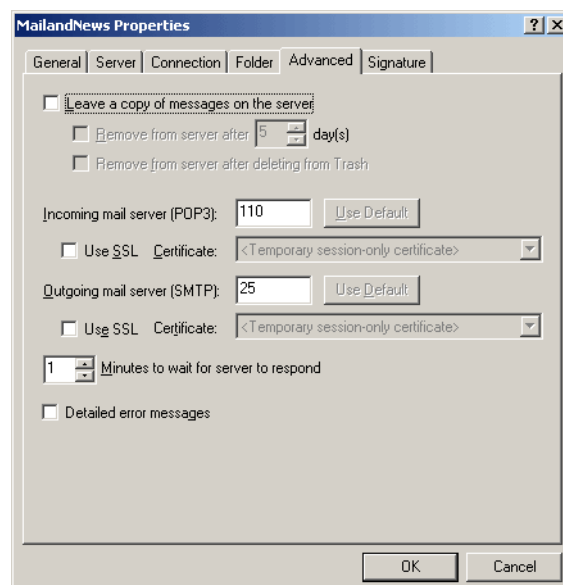 MailandNews Properties
General Server Connection Folder Advanced Signature
Leave a copy of messages on the server
Remove from server after 5 day(s)
Remove from server after deleting from Trash
Incoming mail server (POP3): 110 Use Default
Use SSL Certificate: <Temporary session-only certificate>
Outgoing mail server (SMTP): 25 Use Default
Use SSL Certificate: <Temporary session-only certificate>
1 Minutes to wait for server to respond
Detailed error messages
OK Cancel